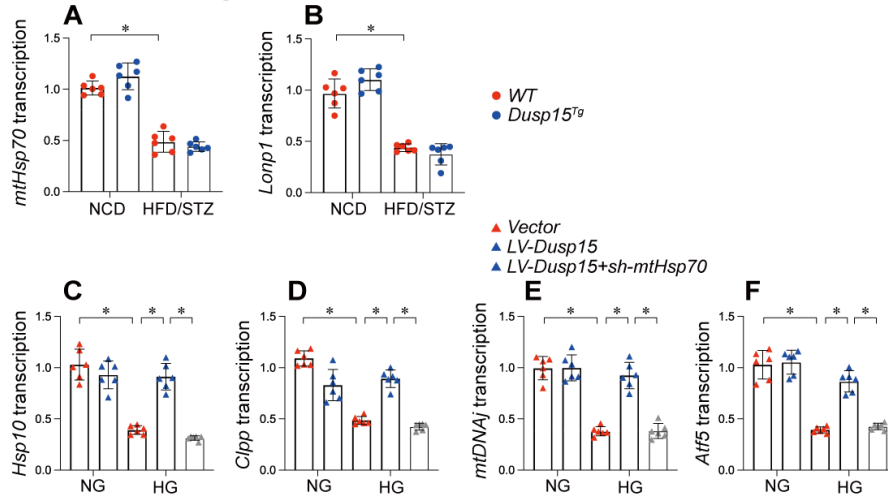 A
*
mtHsp70 transcription
1.5
1.0
0.5
0.0
NCD HFD/STZ
B
*
Lonp1 transcription
1.5
1.0
0.5
0.0
NCD HFD/STZ
WT
Dusp15Tg
Vector
LV-Dusp15
LV-Dusp15+sh-mtHsp70
C
* * *
Hsp10 transcription
1.5
1.0
0.5
0.0
NG HG
D
* * *
Clpp transcription
1.5
1.0
0.5
0.0
NG HG
E
* * *
mtDNAj transcription
1.5
1.0
0.5
0.0
NG HG
F
* * *
Atf5 transcription
1.5
1.0
0.5
0.0
NG HG